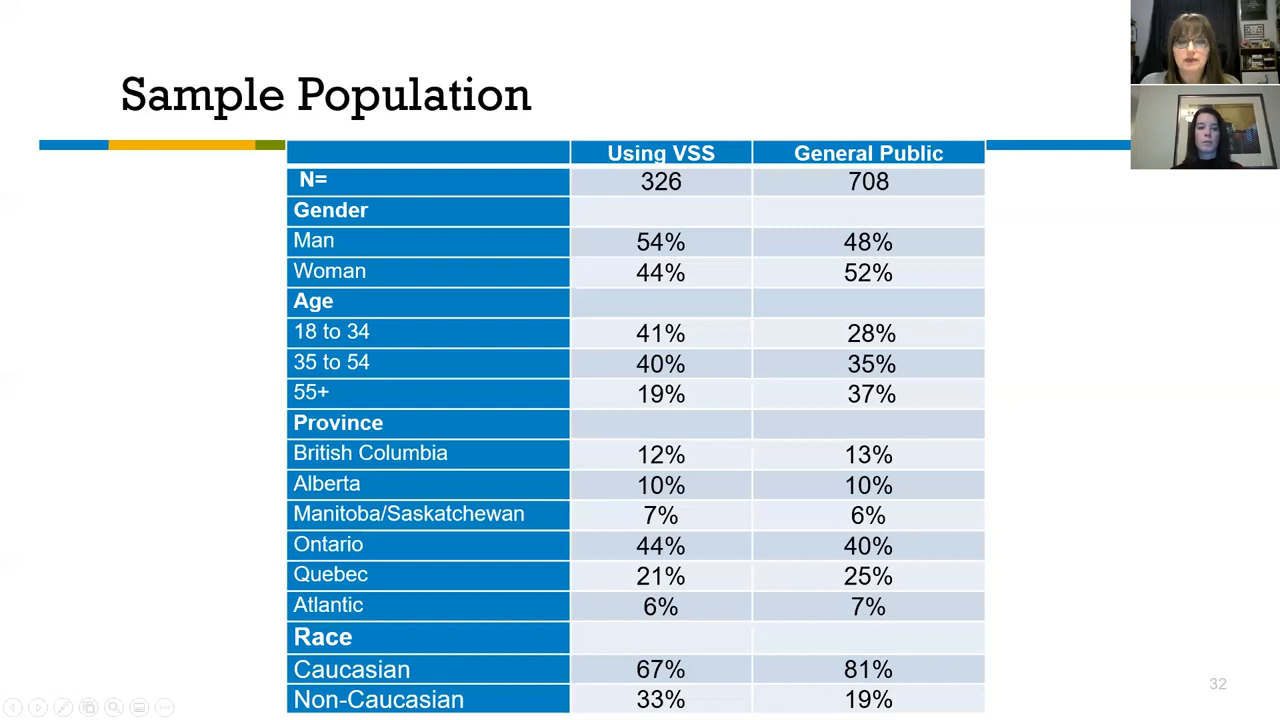 Sample Population
Using VSS General Public
N= 326 708
Gender
Man 54% 48%
Woman 44% 52%
Age
18 to 34 41% 28%
35 to 54 40% 35%
55+ 19% 37%
Province
British Columbia 12% 13%
Alberta 10% 10%
Manitoba/Saskatchewan 7% 6%
Ontario 44% 40%
Quebec 21% 25%
Atlantic 6% 7%
Race
Caucasian 67% 81%
Non-Caucasian 33% 19%
32